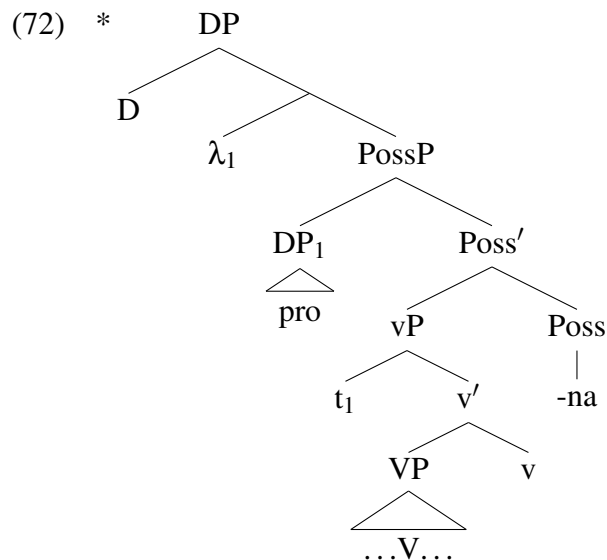 (72) * DP
D
λ₁ PossP
DP₁ Poss′
pro vP Poss
t₁ v′ -na
VP v
…V…